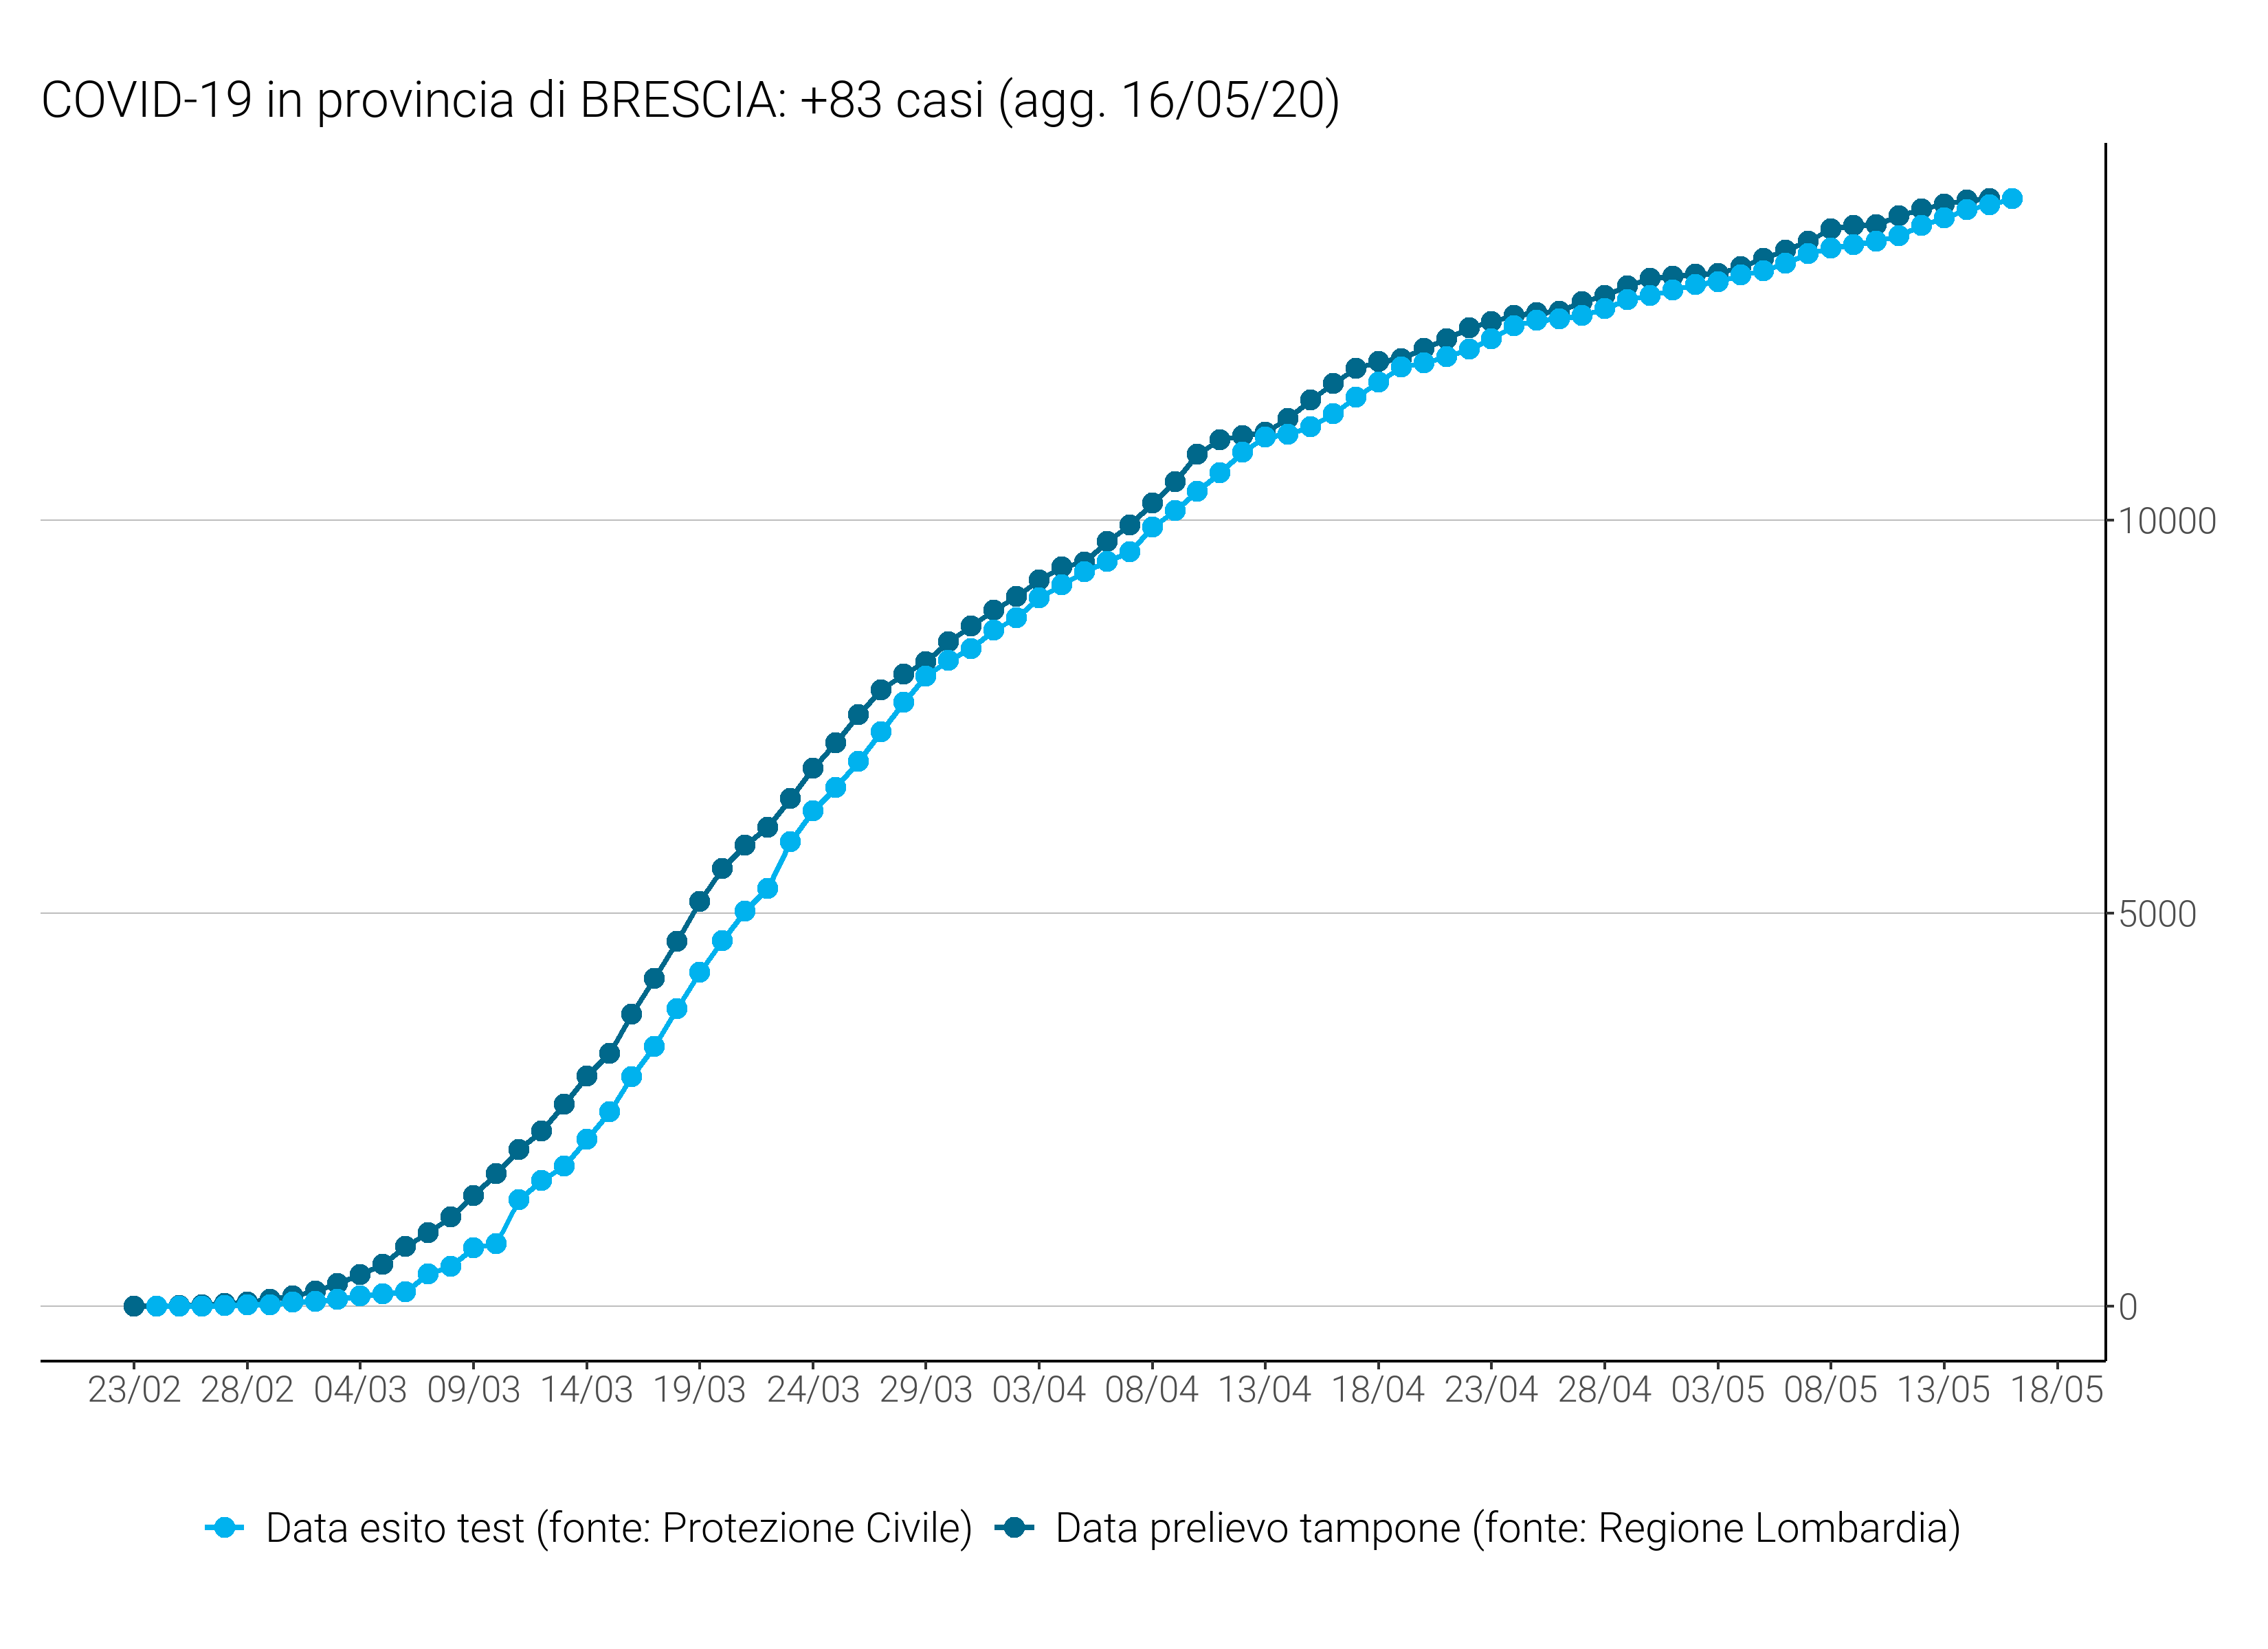 COVID-19 in provincia di BRESCIA: +83 casi (agg. 16/05/20)
10000
5000
0
23/02 28/02 04/03 09/03 14/03 19/03 24/03 29/03 03/04 08/04 13/04 18/04 23/04 28/04 03/05 08/05 13/05 18/05
Data esito test (fonte: Protezione Civile) Data prelievo tampone (fonte: Regione Lombardia)